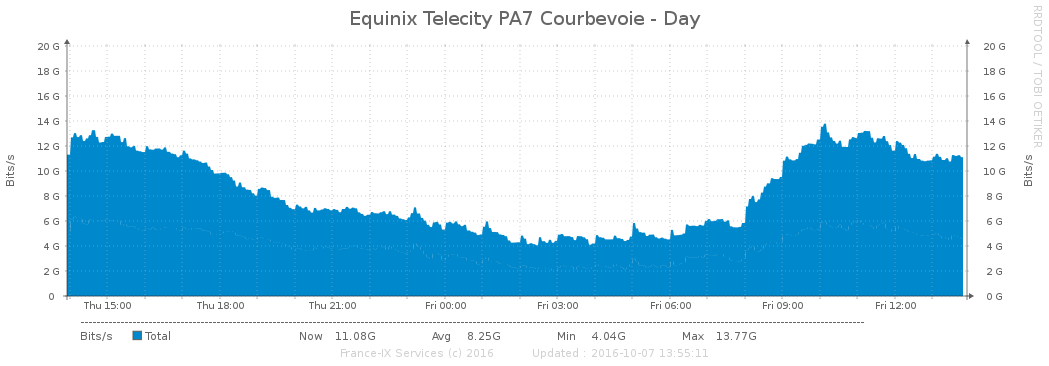 Equinix Telecity PA7 Courbevoie - Day
RRDTOOL / TOBI OETIKER
Bits/s
20 G
18 G
16 G
14 G
12 G
10 G
8 G
6 G
4 G
2 G
0
20 G
18 G
16 G
14 G
12 G
10 G
8 G
6 G
4 G
2 G
0 G
Bits/s
Thu 15:00 Thu 18:00 Thu 21:00 Fri 00:00 Fri 03:00 Fri 06:00 Fri 09:00 Fri 12:00
Bits/s Total Now 11.08G Avg 8.25G Min 4.04G Max 13.77G
France-IX Services (c) 2016 Updated : 2016-10-07 13:55:11